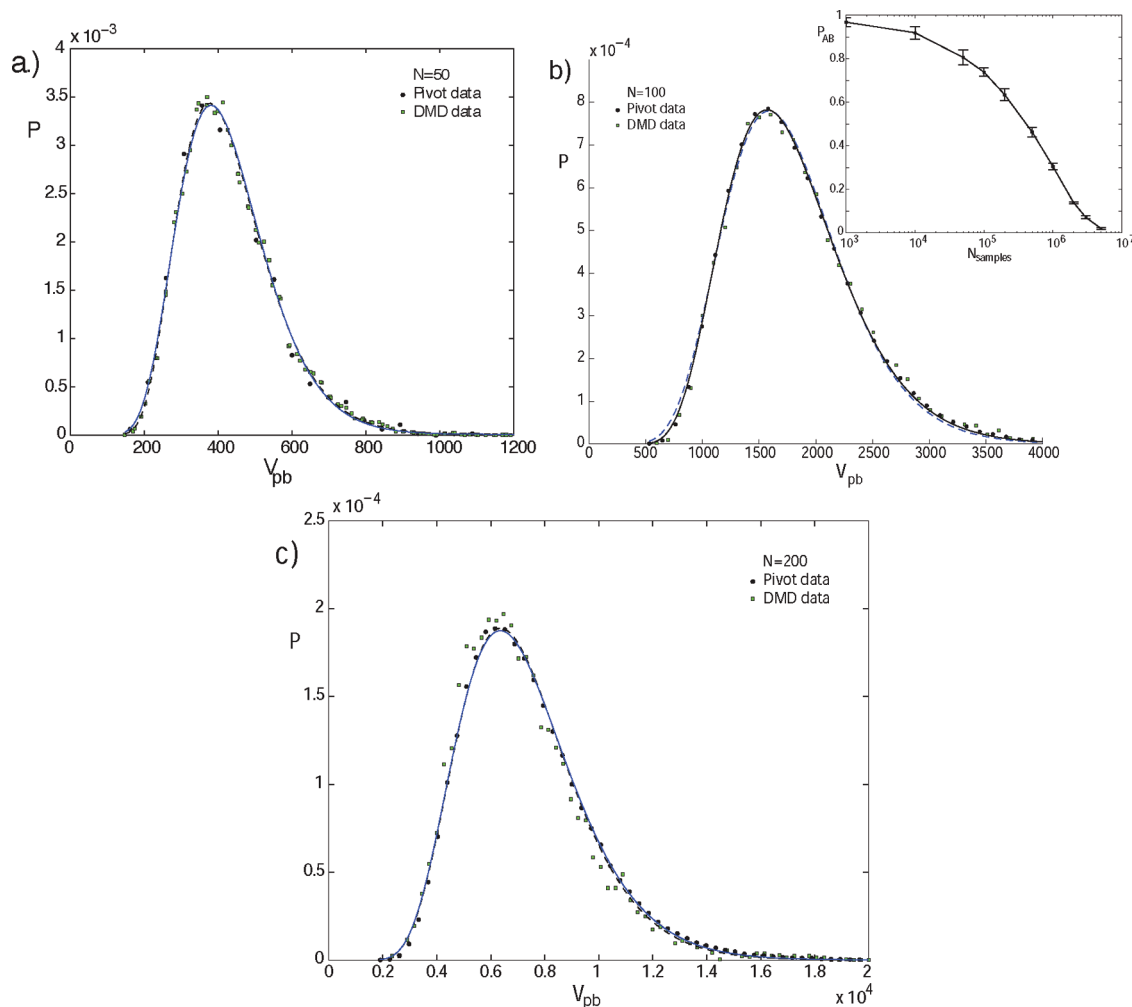 a)
x 10⁻³
4
3.5
3
2.5
2
1.5
1
0.5
0
P
N=50
Pivot data
DMD data
200 400 600 800 1000 1200
V_pb
b)
x 10⁻⁴
8
6
4
2
0
P
N=100
Pivot data
DMD data
0 500 1000 1500 2000 2500 3000 3500 4000
V_pb
P_AB
1
0.8
0.6
0.4
0.2
0
10³ 10⁴ 10⁵ 10⁶
N_samples
c)
x 10⁻⁴
2.5
2
1.5
1
0.5
0
P
N=200
Pivot data
DMD data
0 0.2 0.4 0.6 0.8 1 1.2 1.4 1.6 1.8 2
V_pb
x 10⁴